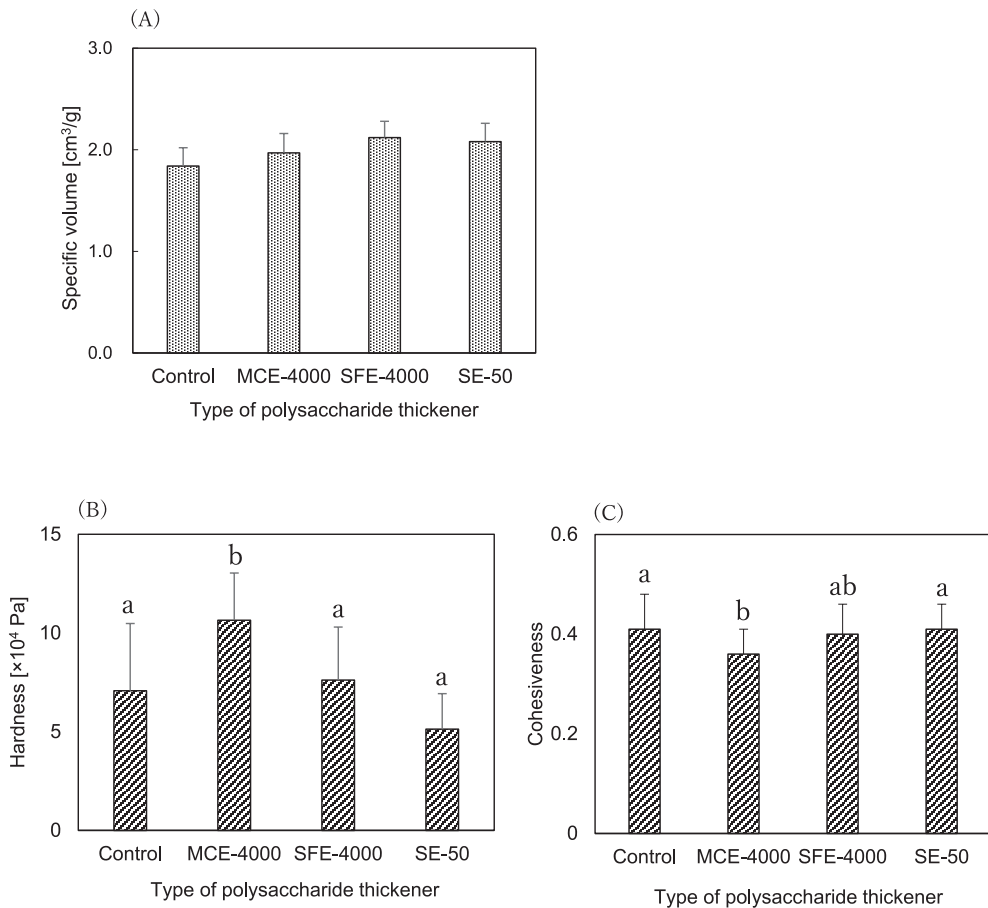 (A)
3.0
2.0
1.0
0.0
Specific volume [cm³/g]
Control MCE-4000 SFE-4000 SE-50
Type of polysaccharide thickener
(B)
15
10
5
0
Hardness [×10⁴ Pa]
a b a a
Control MCE-4000 SFE-4000 SE-50
Type of polysaccharide thickener
(C)
0.6
0.4
0.2
0
Cohesiveness
a b ab a
Control MCE-4000 SFE-4000 SE-50
Type of polysaccharide thickener